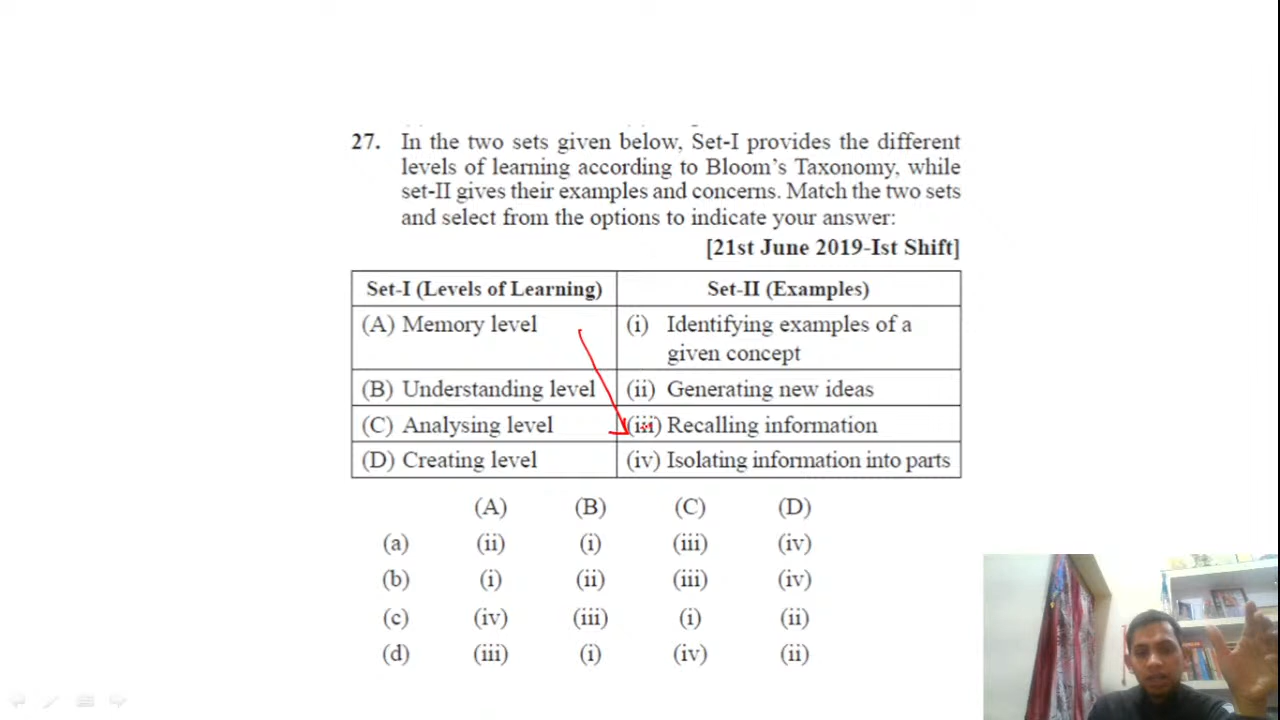 27. In the two sets given below, Set-I provides the different
levels of learning according to Bloom's Taxonomy, while
set-II gives their examples and concerns. Match the two sets
and select from the options to indicate your answer:
[21st June 2019-Ist Shift]
Set-I (Levels of Learning) Set-II (Examples)
(A) Memory level (i) Identifying examples of a
given concept
(B) Understanding level (ii) Generating new ideas
(C) Analysing level (iii) Recalling information
(D) Creating level (iv) Isolating information into parts
(A) (B) (C) (D)
(a) (ii) (i) (iii) (iv)
(b) (i) (ii) (iii) (iv)
(c) (iv) (iii) (i) (ii)
(d) (iii) (i) (iv) (ii)